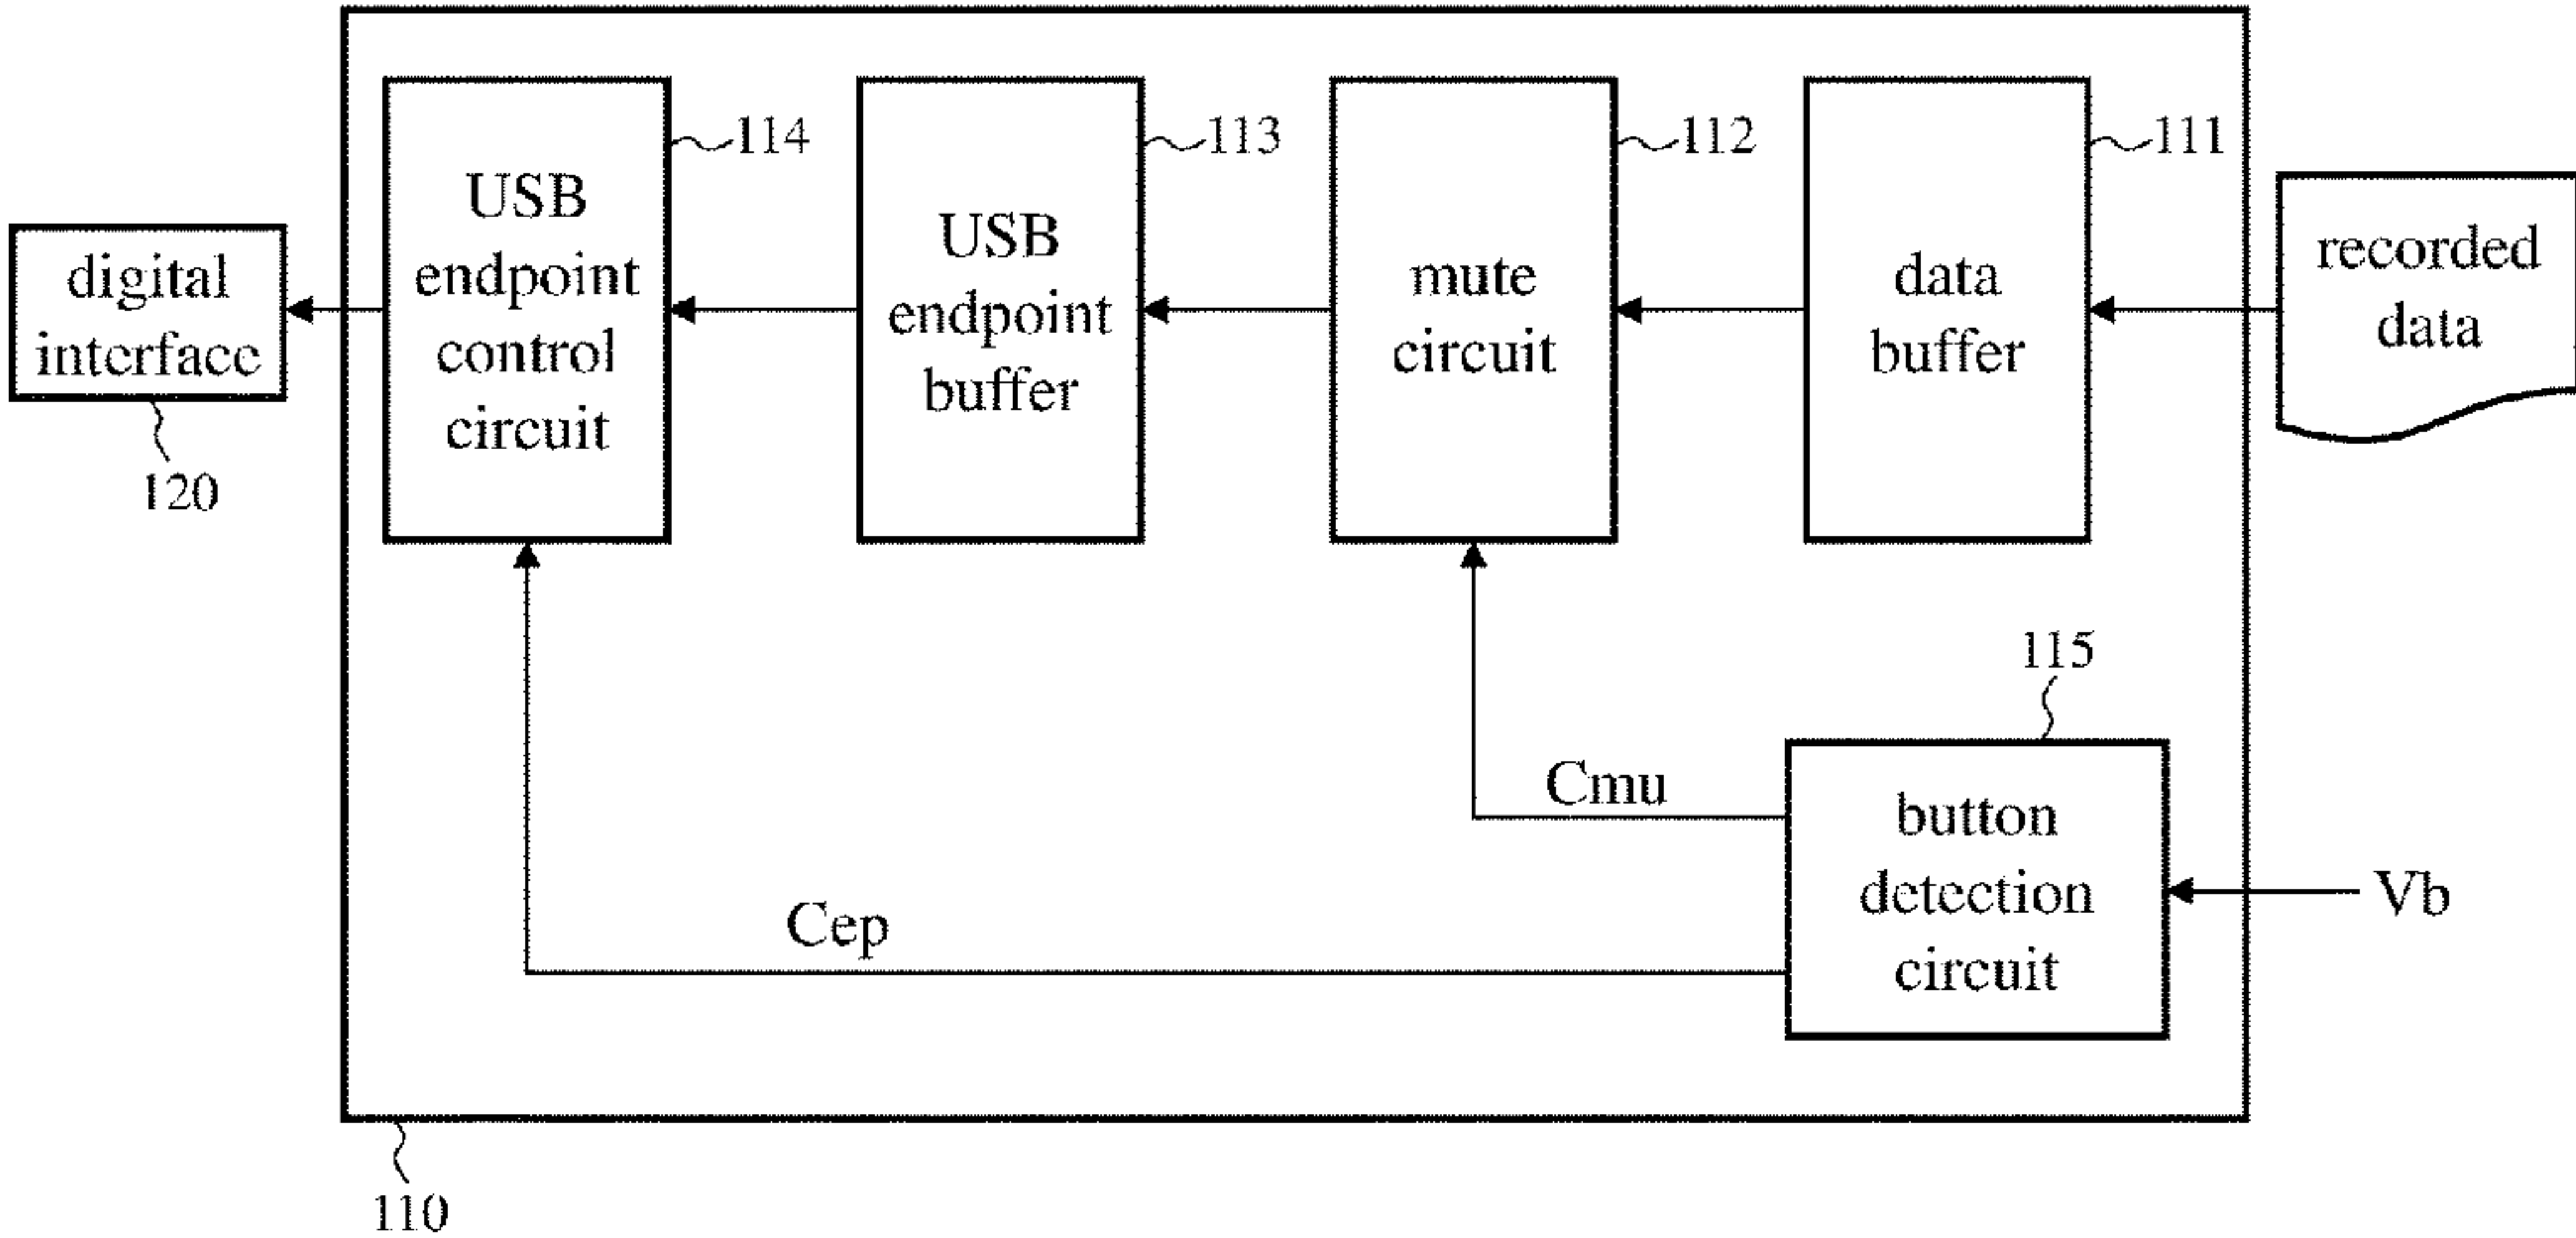 114
113
112
111
USB
endpoint
control
circuit
USB
endpoint
buffer
mute
circuit
data
buffer
recorded
data
digital
interface
120
115
Cmu
button
detection
circuit
Vb
Cep
110